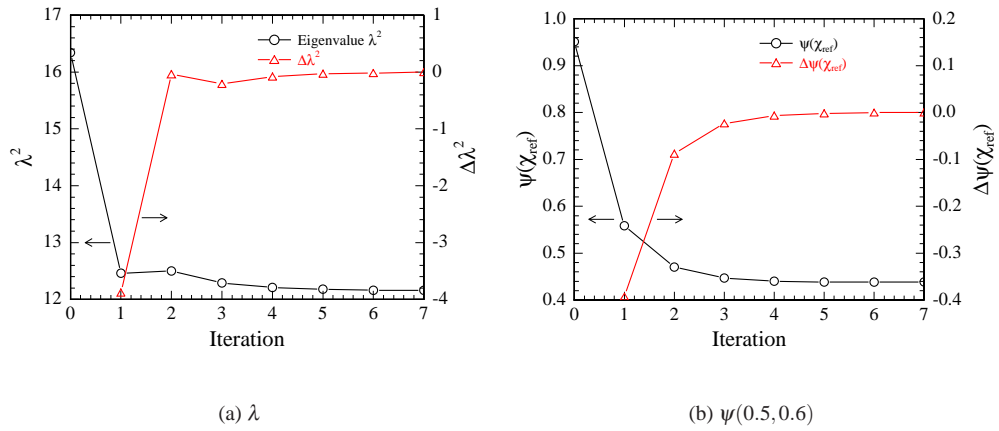 17
16
15
14
13
12
λ²
1
0
-1
-2
-3
-4
Δλ²
Eigenvalue λ²
Δλ²
0 1 2 3 4 5 6 7
Iteration
(a) λ
1.0
0.9
0.8
0.7
0.6
0.5
0.4
ψ(χref)
0.2
0.1
0.0
-0.1
-0.2
-0.3
-0.4
Δψ(χref)
ψ(χref)
Δψ(χref)
0 1 2 3 4 5 6 7
Iteration
(b) ψ(0.5,0.6)